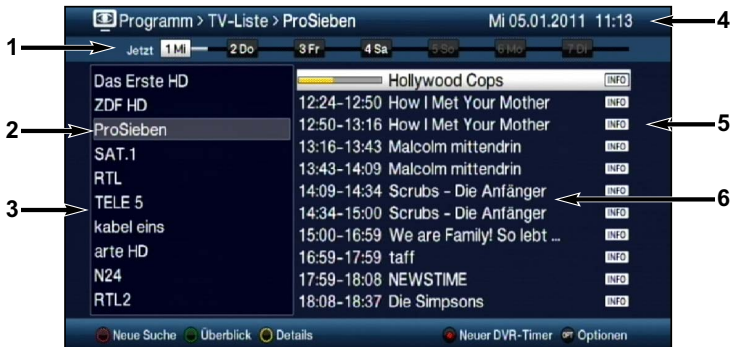 Programm > TV-Liste > ProSieben Mi 05.01.2011 11:13 4
1 Jetzt 1 Mi 2 Do 3 Fr 4 Sa 5 So 6 Mo 7 Di
Das Erste HD Hollywood Cops INFO
ZDF HD 12:24-12:50 How I Met Your Mother INFO
2 ProSieben 12:50-13:16 How I Met Your Mother INFO 5
SAT.1 13:16-13:43 Malcolm mittendrin INFO
RTL 13:43-14:09 Malcolm mittendrin INFO
3 TELE 5 14:09-14:34 Scrubs - Die Anfänger INFO 6
kabel eins 14:34-15:00 Scrubs - Die Anfänger INFO
arte HD 15:00-16:59 We are Family! So lebt ... INFO
N24 16:59-17:59 taff INFO
RTL2 17:59-18:08 NEWSTIME INFO
18:08-18:37 Die Simpsons INFO
Neue Suche Überblick Details Neuer DVR-Timer OPT Optionen